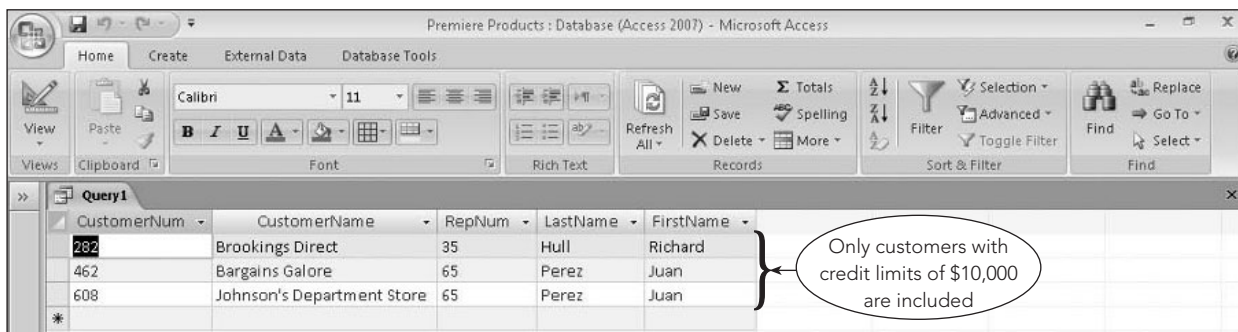 Premiere Products : Database (Access 2007) - Microsoft Access
Home Create External Data Database Tools
View Paste Calibri 11 Refresh All New Save Delete Σ Totals Spelling More Filter Selection Advanced Toggle Filter Find Replace Go To Select
B I U A ab
Views Clipboard Font Rich Text Records Sort & Filter Find
Query1
CustomerNum CustomerName RepNum LastName FirstName
282 Brookings Direct 35 Hull Richard
462 Bargains Galore 65 Perez Juan
608 Johnson's Department Store 65 Perez Juan
Only customers with
credit limits of $10,000
are included